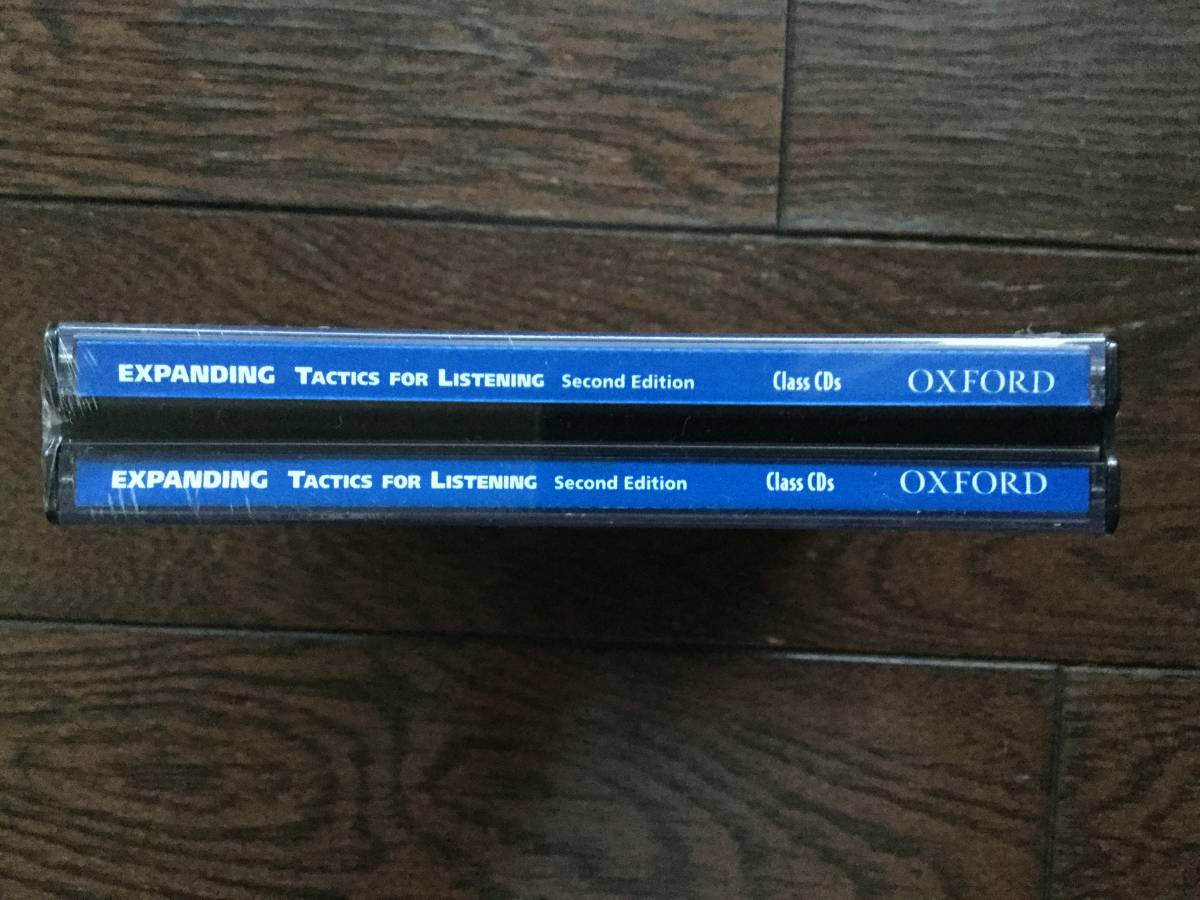 EXPANDING TACTICS FOR LISTENING Second Edition Class CDs OXFORD
EXPANDING TACTICS FOR LISTENING Second Edition Class CDs OXFORD